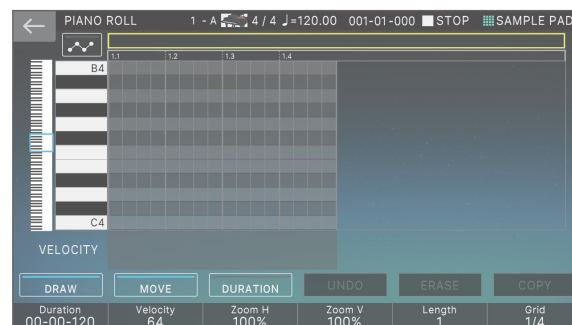 PIANO ROLL 1 - A 4 / 4 ♩=120.00 001-01-000 STOP SAMPLE PAD
1.1 1.2 1.3 1.4
B4
C4
VELOCITY
DRAW MOVE DURATION UNDO ERASE COPY
Duration Velocity Zoom H Zoom V Length Grid
00-00-120 64 100% 100% 1 1/4